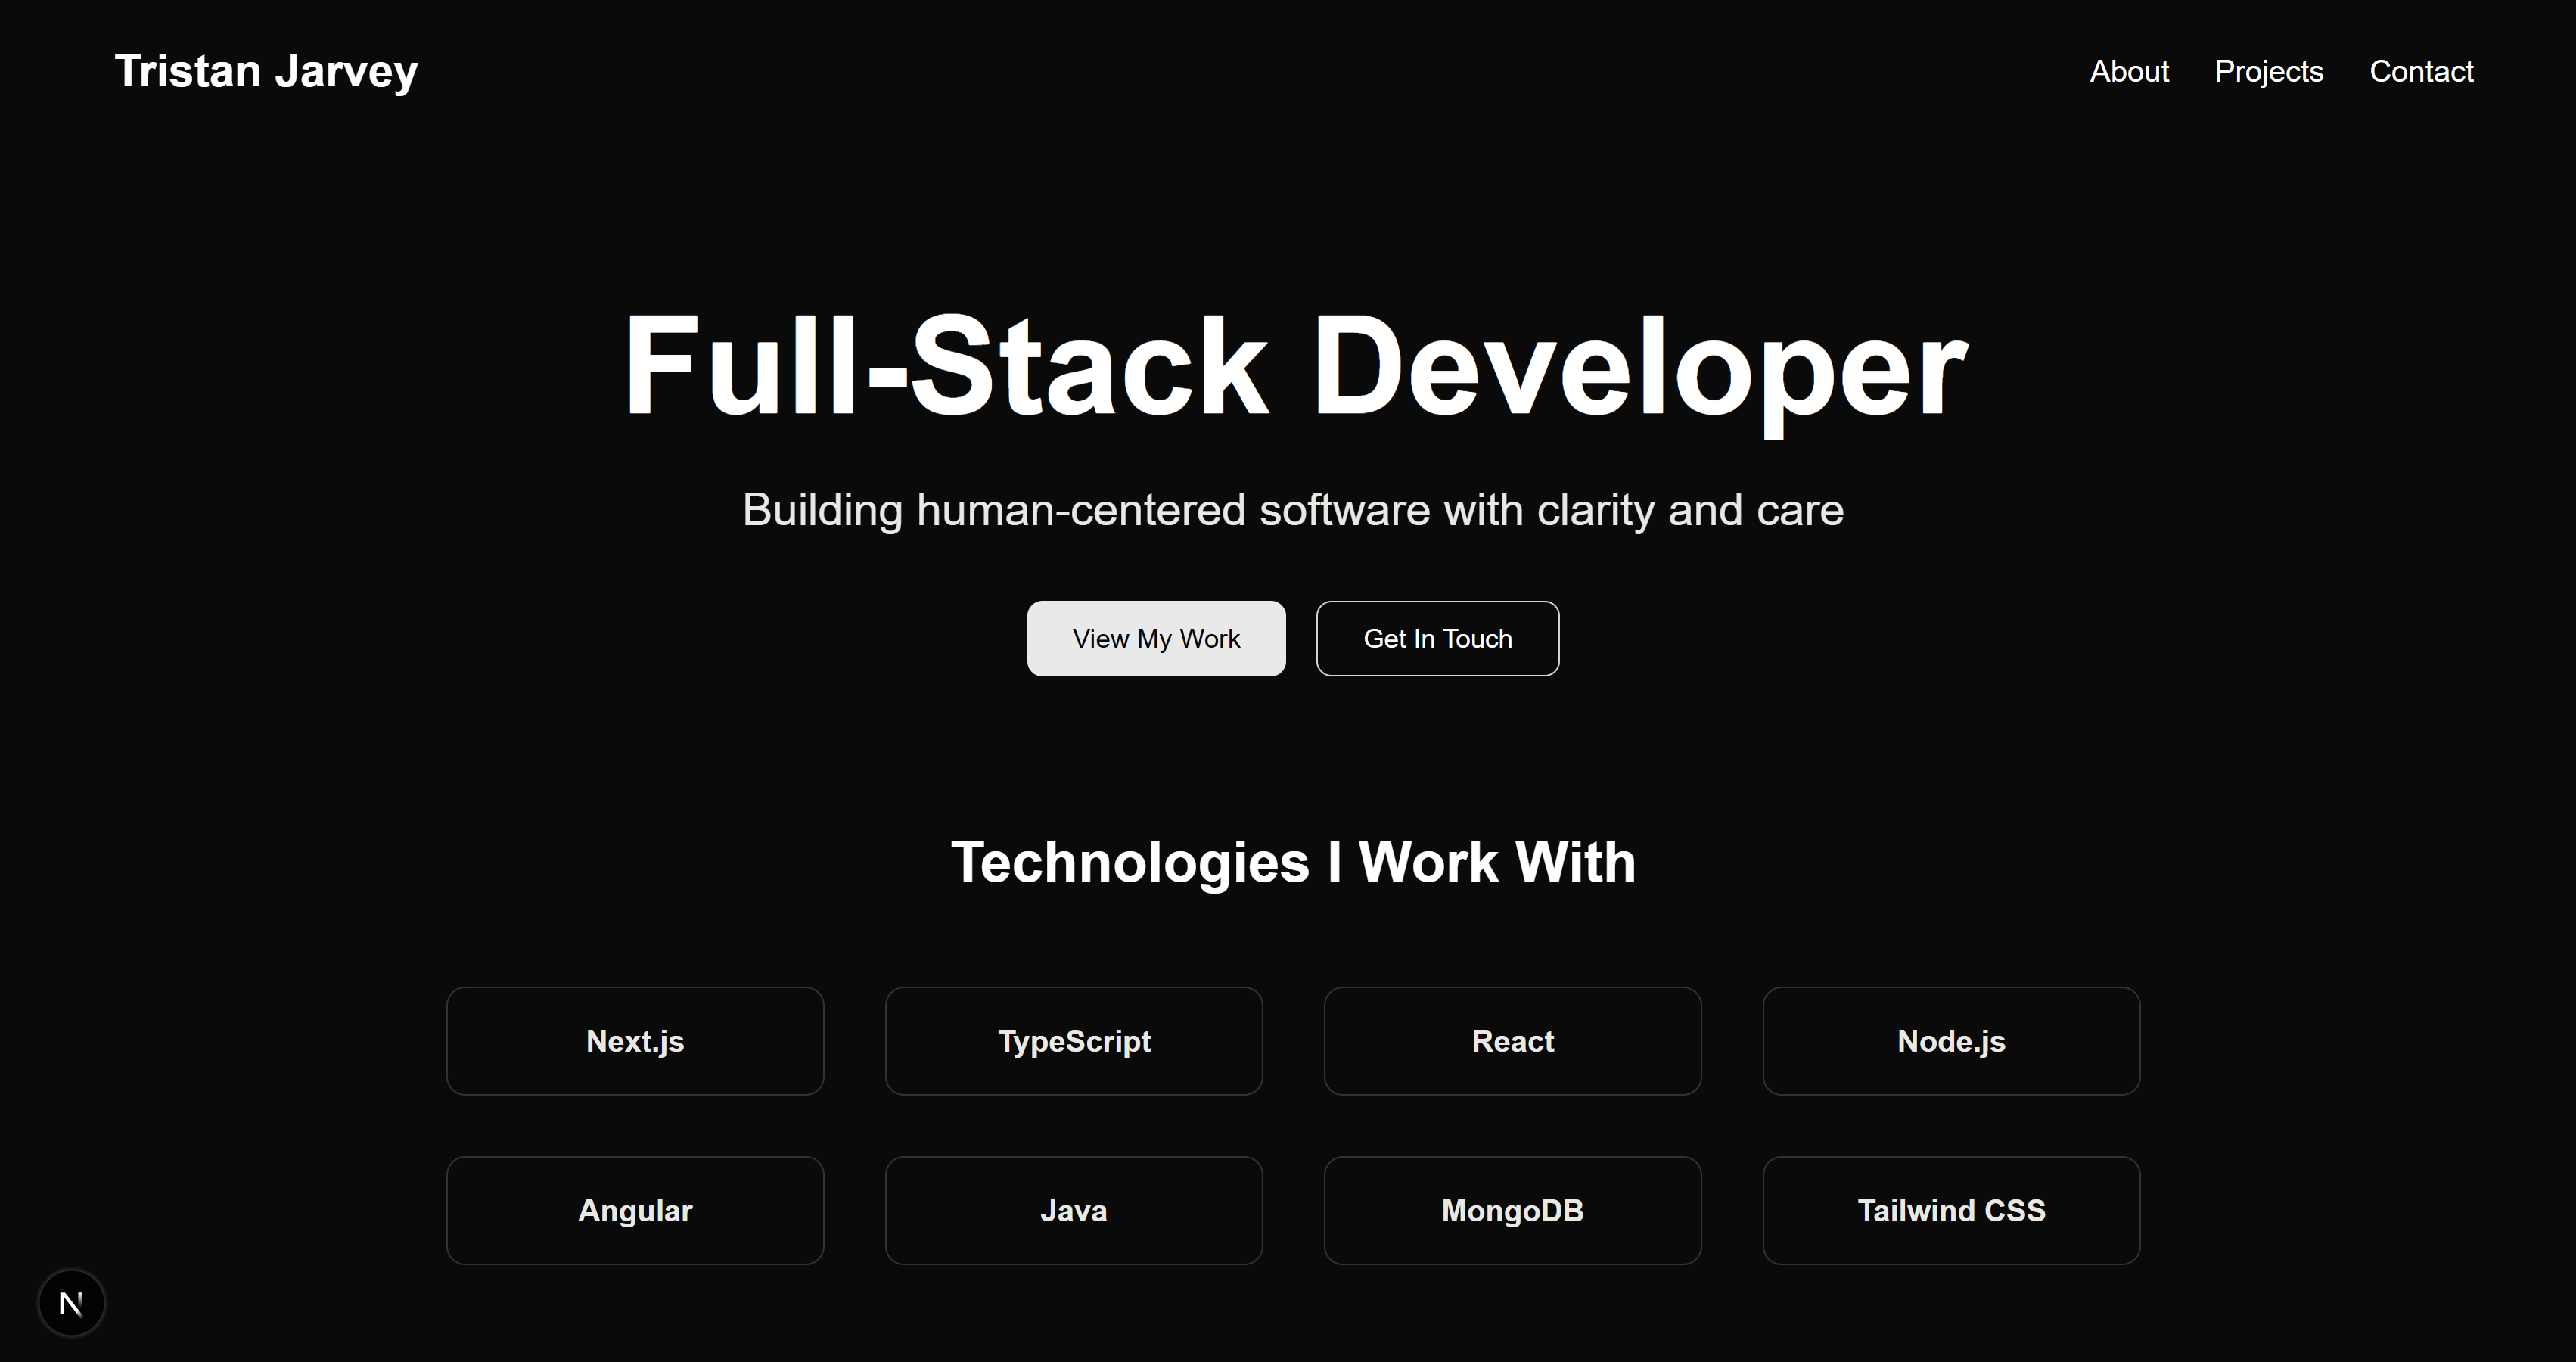 Tristan Jarvey
About Projects Contact
Full-Stack Developer
Building human-centered software with clarity and care
View My Work Get In Touch
Technologies I Work With
Next.js TypeScript React Node.js
Angular Java MongoDB Tailwind CSS
N